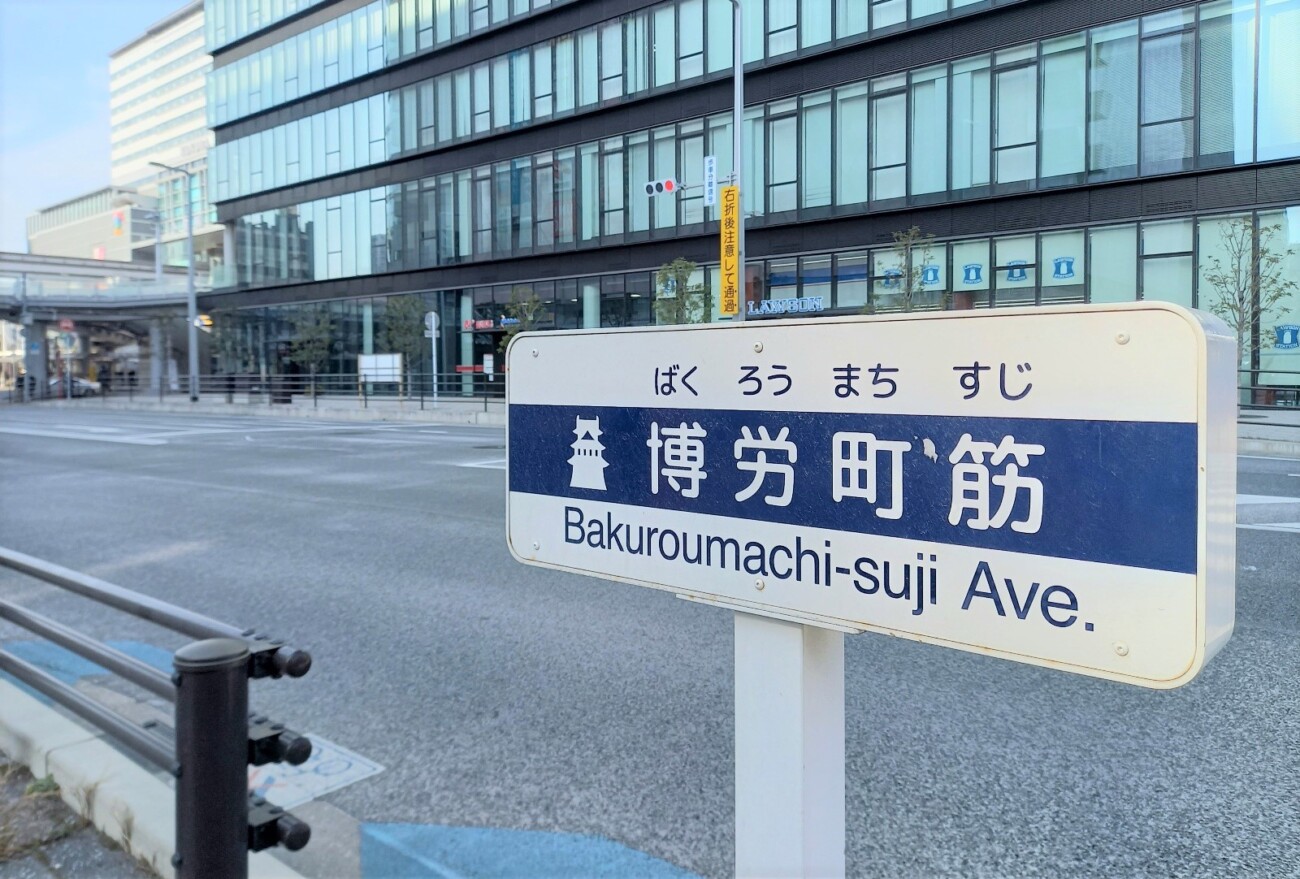 右折後注意して通過
LAWSON
ばく ろう まち すじ
博労町筋
Bakuroumachi-suji Ave.